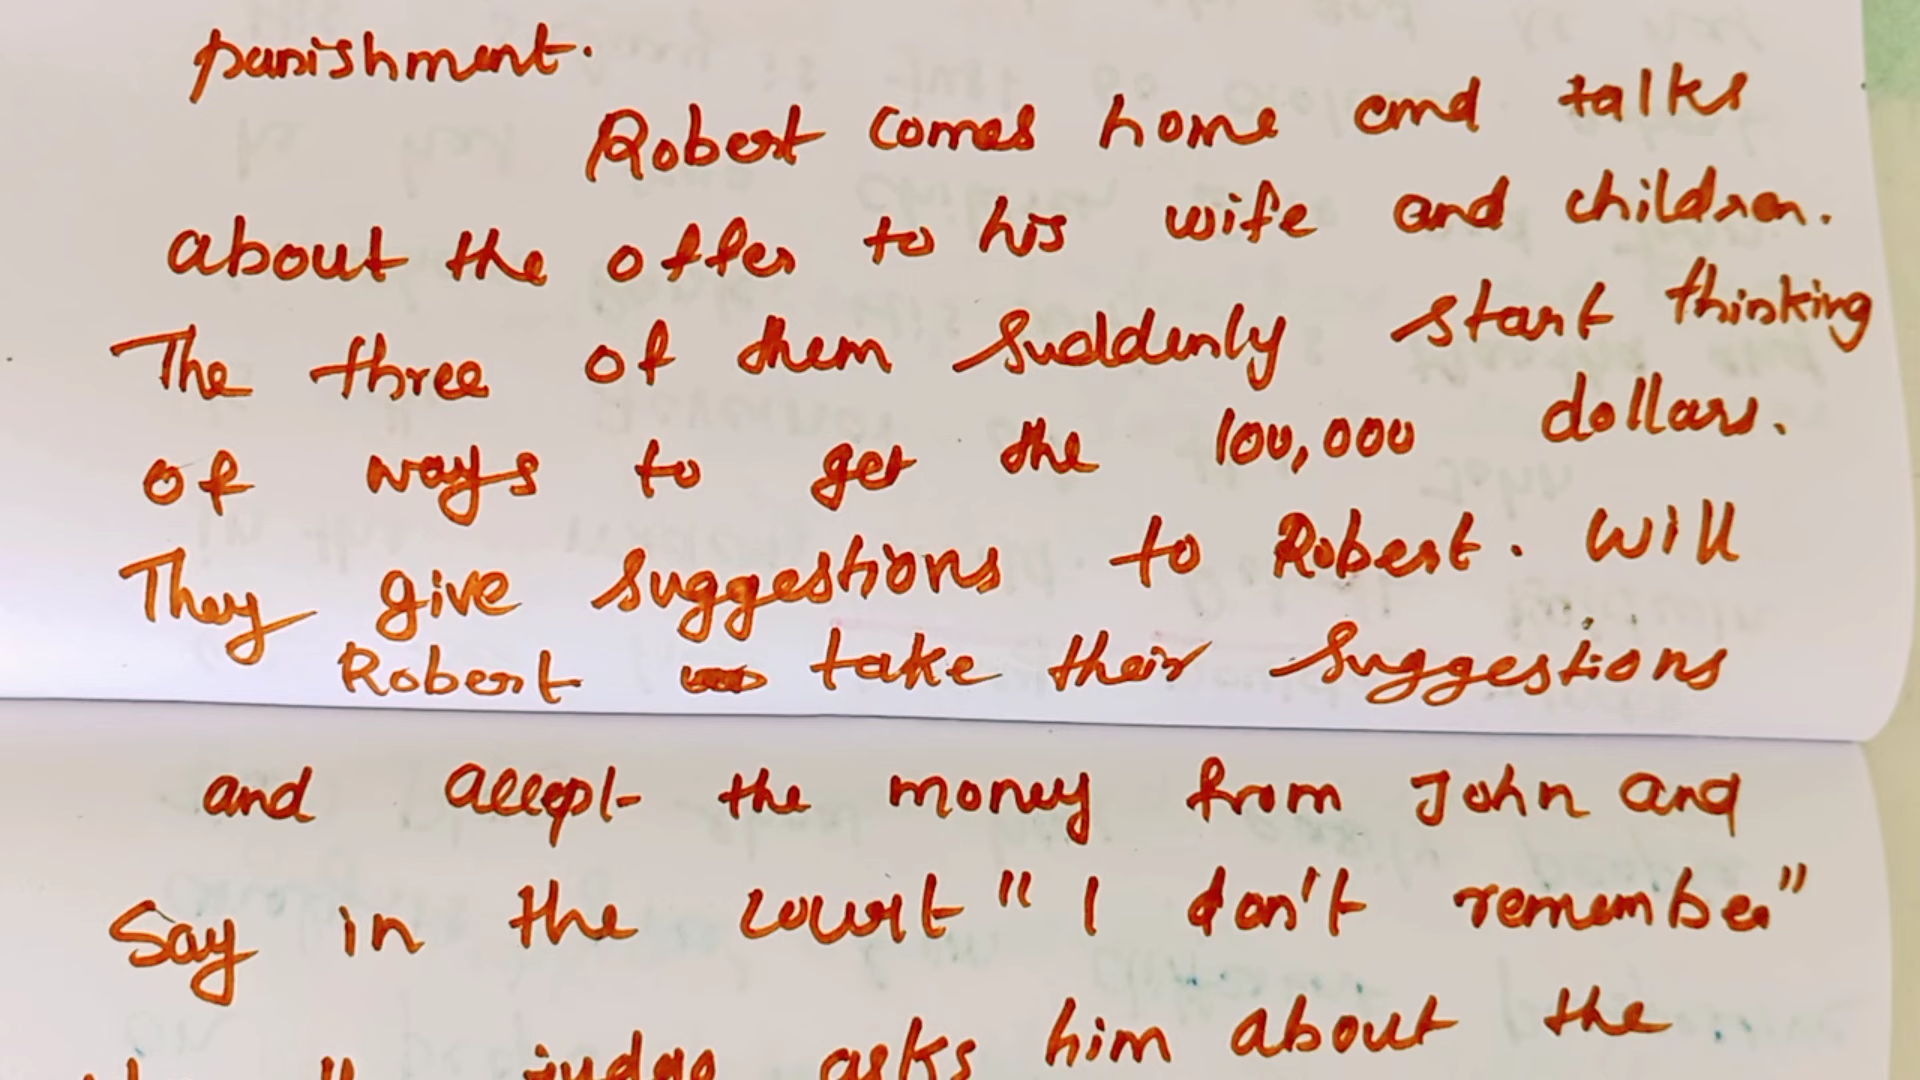 punishment.
Robert comes home and talks
about the offer to his wife and children.
The three of them suddenly start thinking
of ways to get the 100,000 dollars.
They give suggestions to Robert. Will
Robert take their suggestions
and accept the money from John and
Say in the court "I don't remember"
judge asks him about the